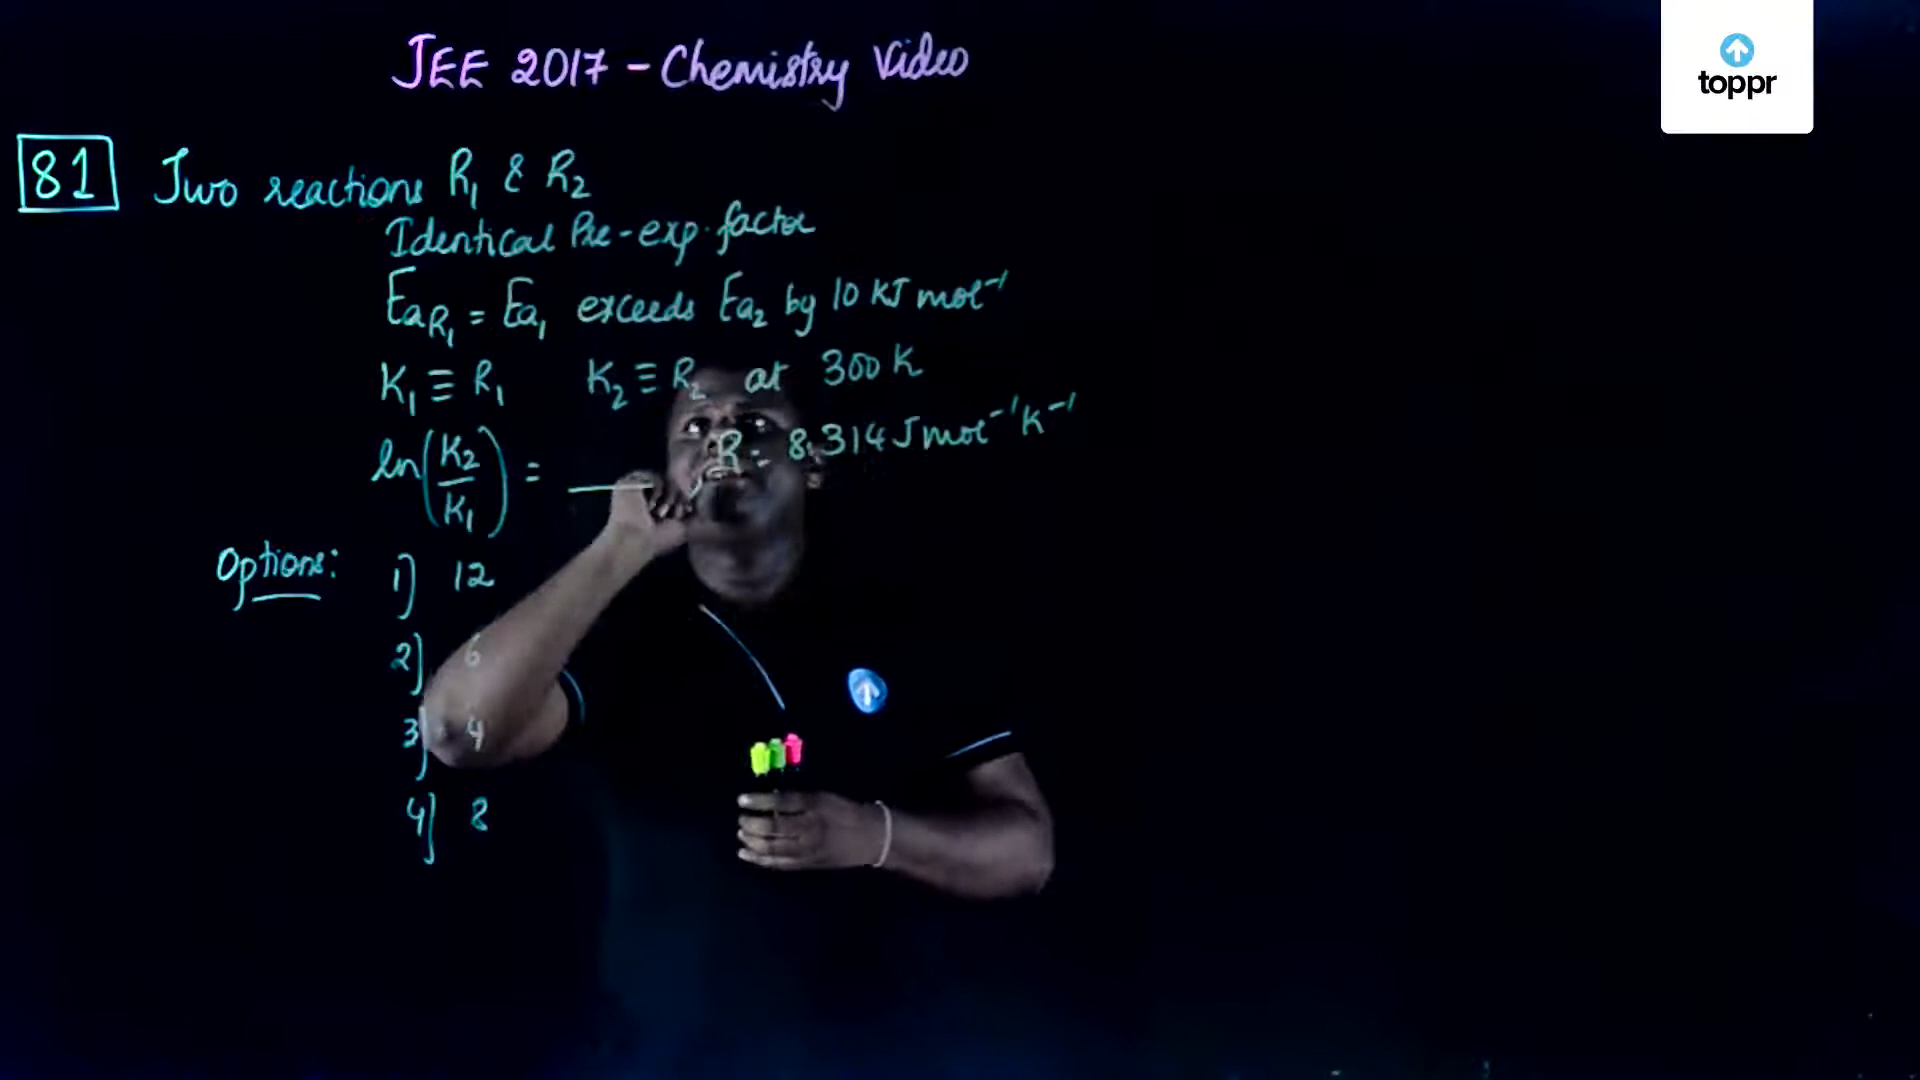 JEE 2017 - Chemistry Video
toppr
81 Two reactions R₁ & R₂
Identical Pre-exp. factor
EaR₁ = Ea₁ exceeds Ea₂ by 10 KJ mol⁻¹
K₁ ≡ R₁ K₂ ≡ R₂ at 300 K
R = 8.314 J mol⁻¹ K⁻¹
ln(K₂/K₁) = ____
Options: 1) 12
2) 6
3) 4
4) 8